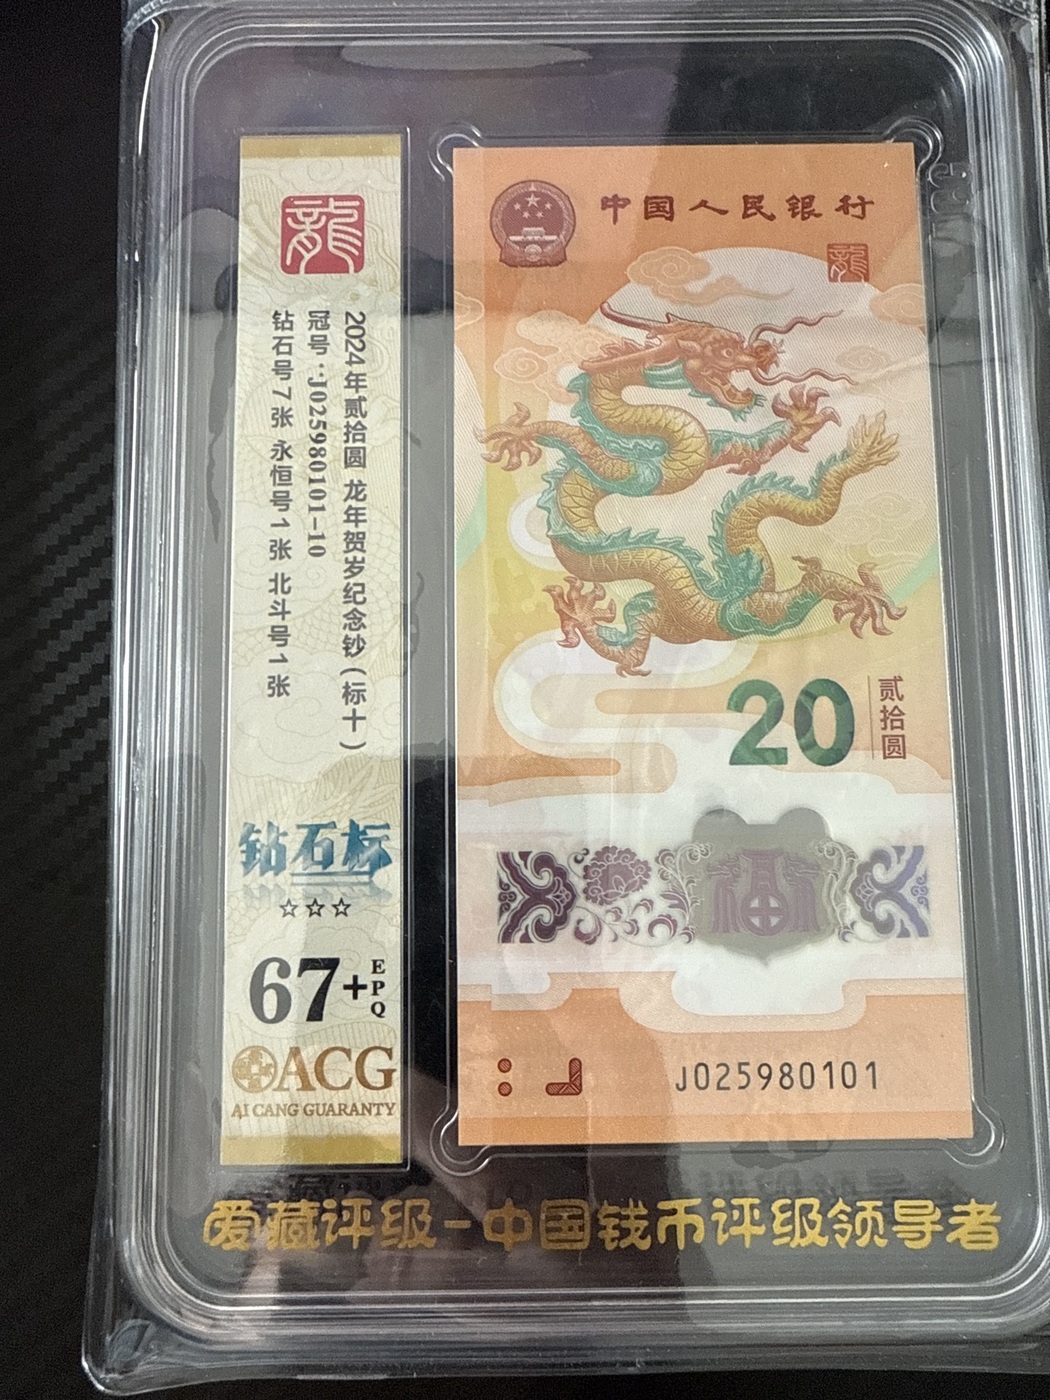 龍
2024年贰拾圆 龙年贺岁纪念钞(标十)
冠号:J025980101-10
钻石号7张 永恒号1张 北斗号1张
钻石标
☆☆☆
67+EPQ
ACG
AI CANG GUARANTY
中国人民银行
龍
20
贰拾圆
福
J025980101
爱藏评级-中国钱币评级领导者